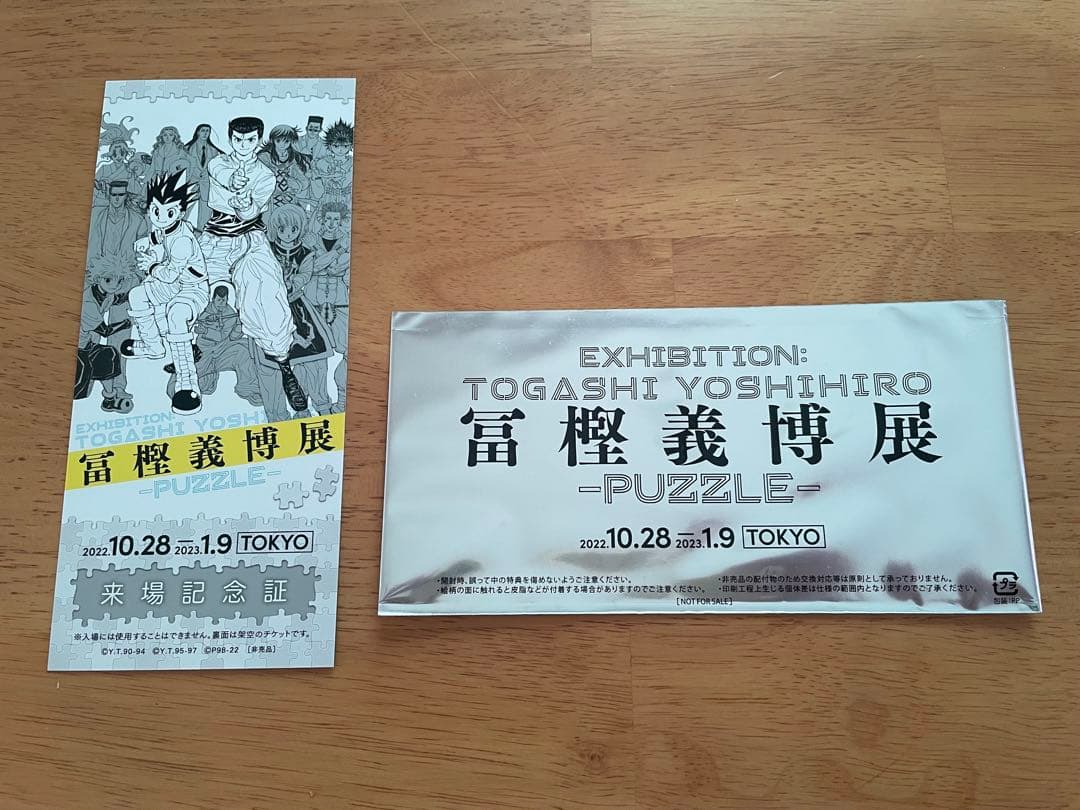 EXHIBITION:
TOGASHI YOSHI
冨樫義博展
-PUZZLE-
2022.10.28—2023.1.9 TOKYO
来場記念証
※入場には使用することはできません。裏面は架空のチケットです。
©Y.T.90-94 ©Y.T.95-97 ©P98-22 [非売品]
EXHIBITION:
TOGASHI YOSHIHIRO
冨樫義博展
-PUZZLE-
2022.10.28—2023.1.9 TOKYO
・開封時、誤って中の特典を傷めないようご注意ください。
・絵柄の面に触れると皮脂などが付着する場合がありますのでご注意ください。
・非売品の配付物のため交換対応等は原則として承っておりません。
・印刷工程上生じる個体差は仕様の範囲内となりますのでご了承ください。
[NOT FOR SALE]
プラ
包装:PP